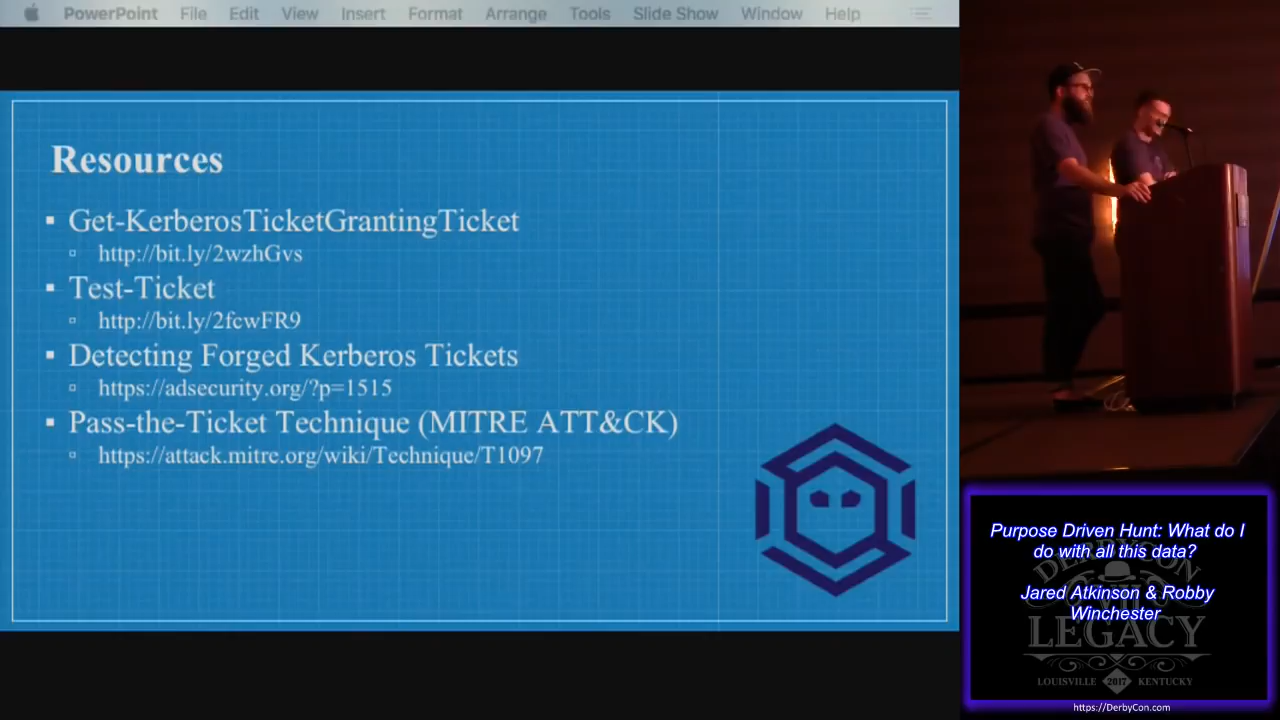 PowerPoint File Edit View Insert Format Arrange Tools Slide Show Window Help
Resources
Get-KerberosTicketGrantingTicket
http://bit.ly/2wzhGvs
Test-Ticket
http://bit.ly/2fcwFR9
Detecting Forged Kerberos Tickets
https://adsecurity.org/?p=1515
Pass-the-Ticket Technique (MITRE ATT&CK)
https://attack.mitre.org/wiki/Technique/T1097
Purpose Driven Hunt: What do I
do with all this data?
DERBYCON
Jared Atkinson & Robby
Winchester
LEGACY
LOUISVILLE 2017 KENTUCKY
https://DerbyCon.com